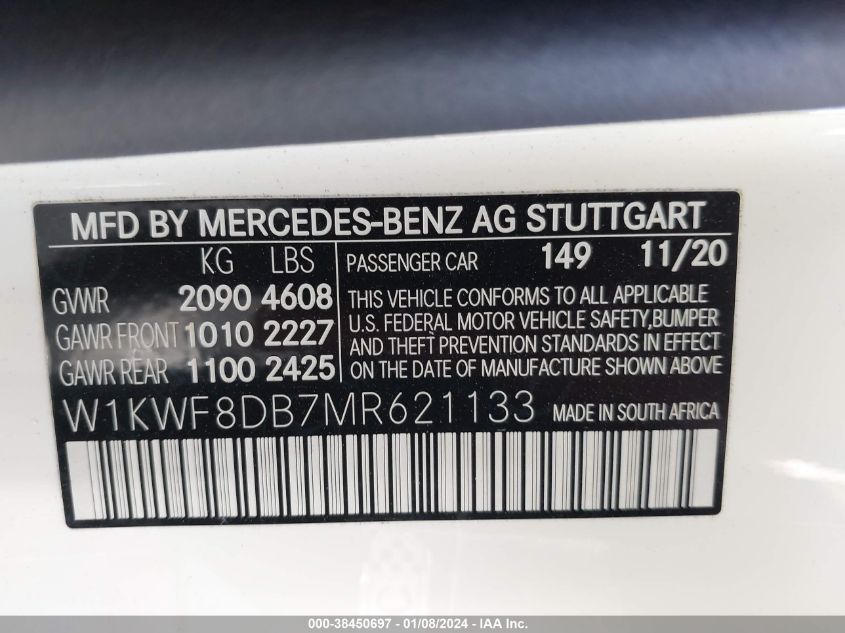 MFD BY MERCEDES-BENZ AG STUTTGART
KG LBS
GVWR 2090 4608
GAWR FRONT 1010 2227
GAWR REAR 1100 2425
PASSENGER CAR 149 11/20
THIS VEHICLE CONFORMS TO ALL APPLICABLE
U.S. FEDERAL MOTOR VEHICLE SAFETY,BUMPER
AND THEFT PREVENTION STANDARDS IN EFFECT
ON THE DATE OF MANUFACTURE SHOWN ABOVE
W1KWF8DB7MR621133 MADE IN SOUTH AFRICA
000-38450697 - 01/08/2024 - IAA Inc.